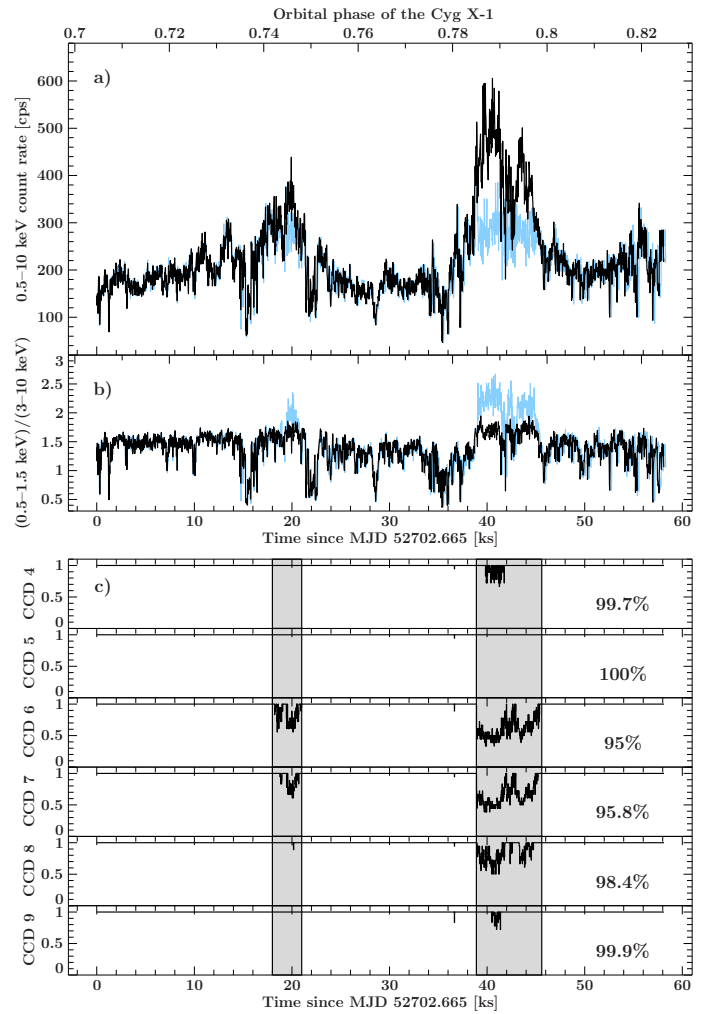 Orbital phase of the Cyg X-1
0.7 0.72 0.74 0.76 0.78 0.8 0.82
a)
0.5–10 keV count rate [cps]
600
500
400
300
200
100
b)
(0.5–1.5 keV)/(3–10 keV)
3
2.5
2
1.5
1
0.5
0 10 20 30 40 50 60
Time since MJD 52702.665 [ks]
c)
CCD 4
1
0.5
0
99.7%
CCD 5
1
0.5
0
100%
CCD 6
1
0.5
0
95%
CCD 7
1
0.5
0
95.8%
CCD 8
1
0.5
0
98.4%
CCD 9
1
0.5
0
99.9%
0 10 20 30 40 50 60
Time since MJD 52702.665 [ks]